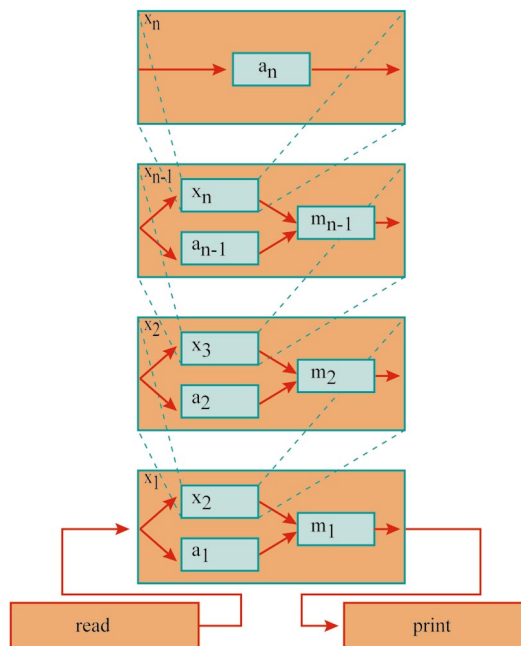 xn
an
xn-1
xn
mn-1
an-1
x2
x3
m2
a2
x1
x2
m1
a1
read
print